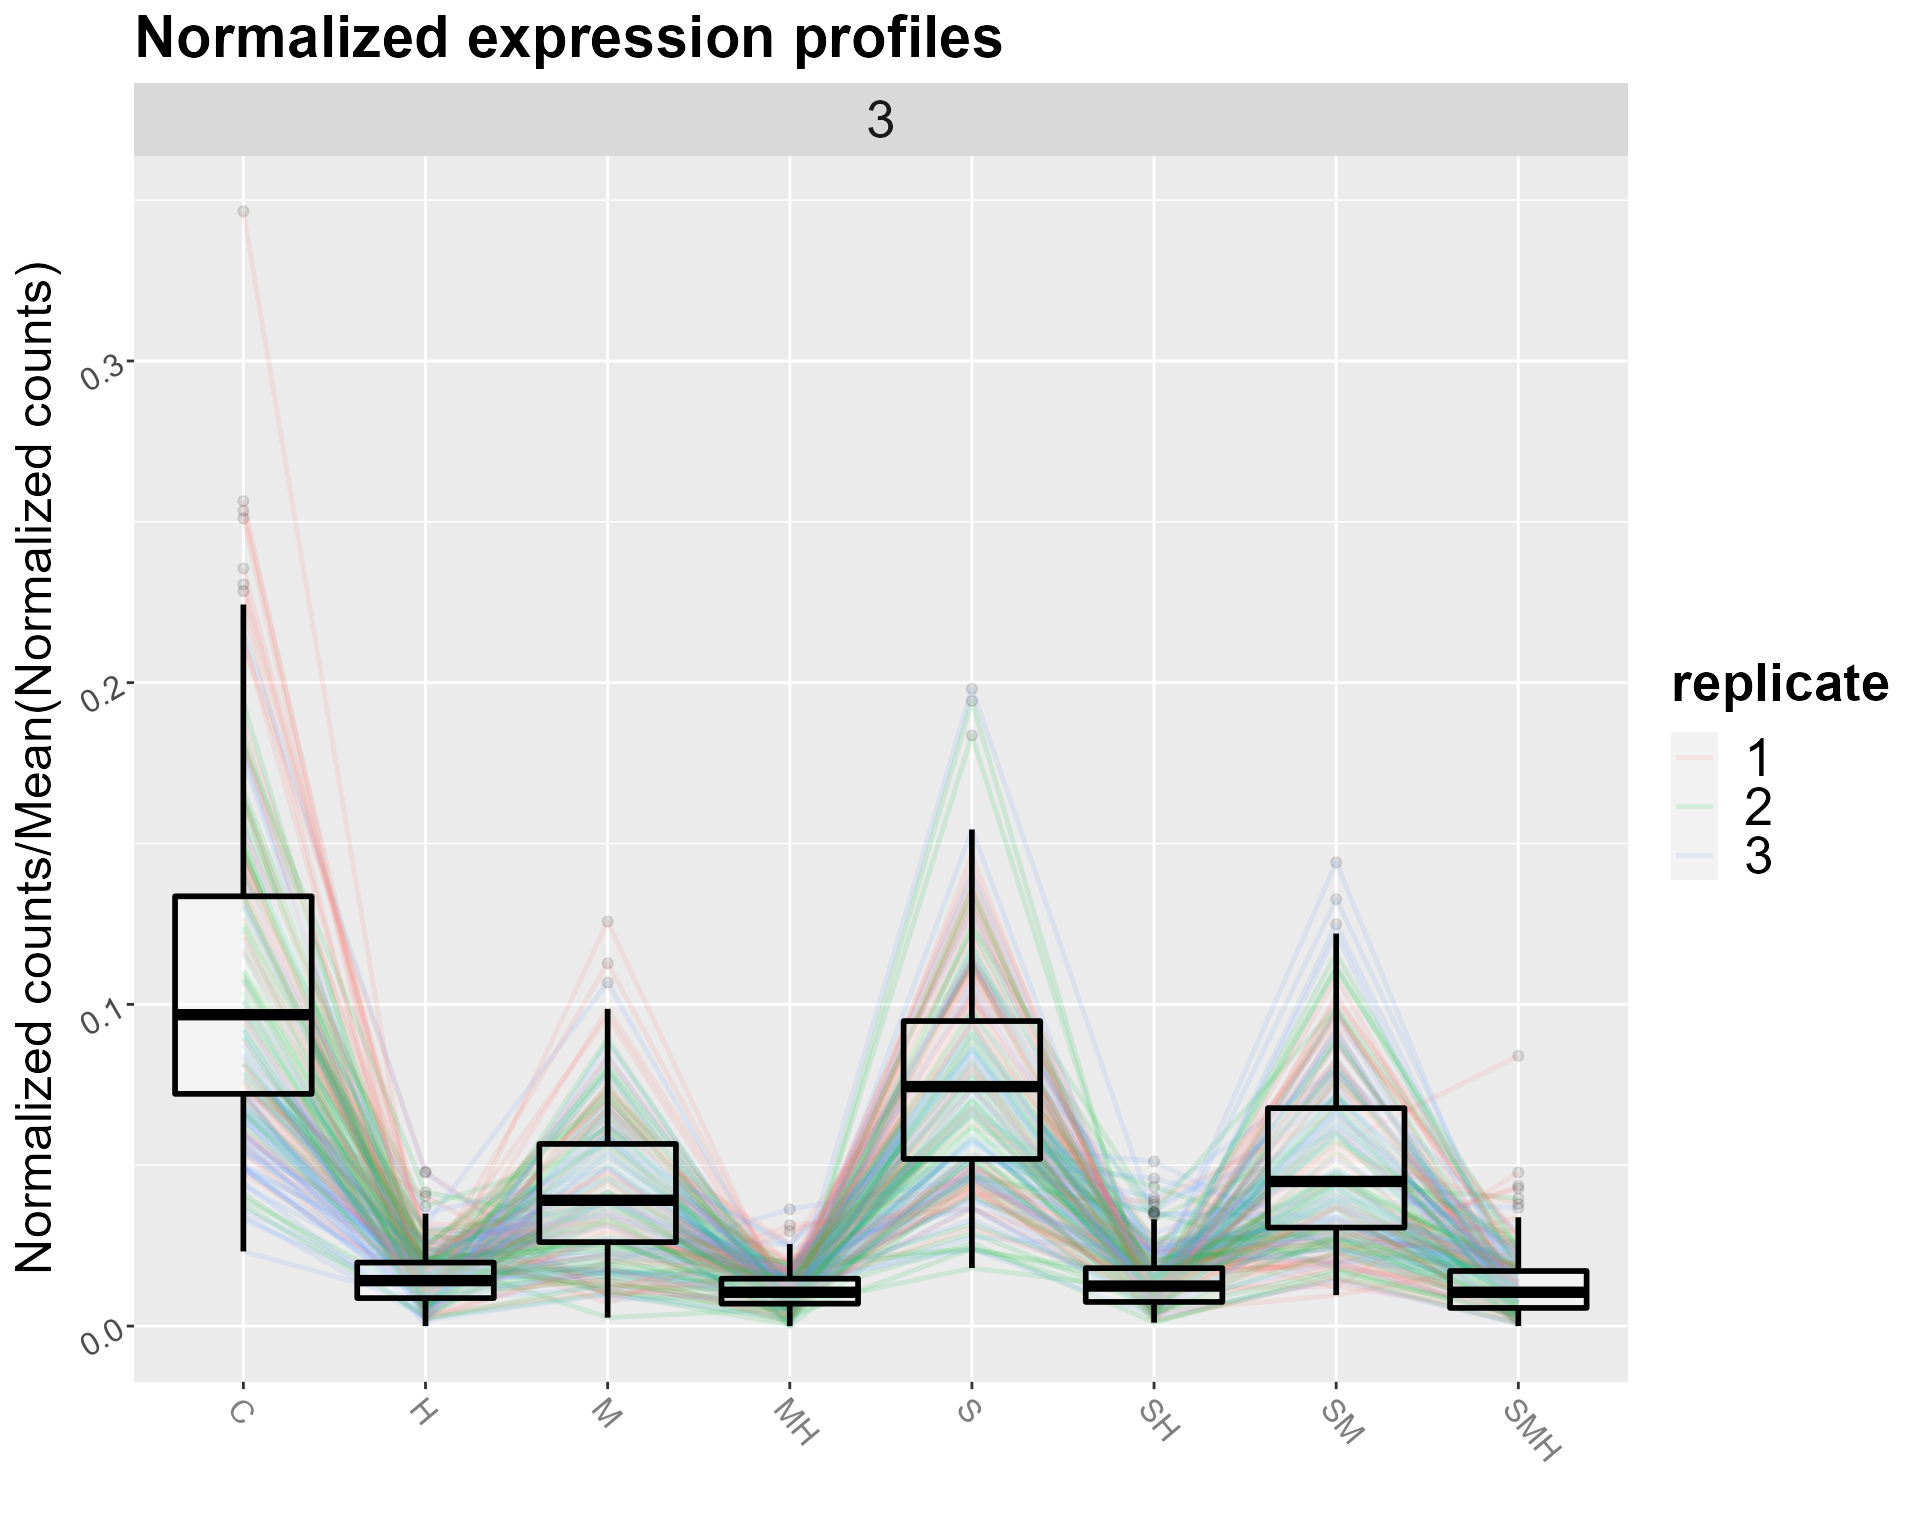 Normalized expression profiles
3
Normalized counts/Mean(Normalized counts)
0.3
0.2
0.1
0.0
C
H
M
MH
S
SH
SM
SMH
replicate
1
2
3